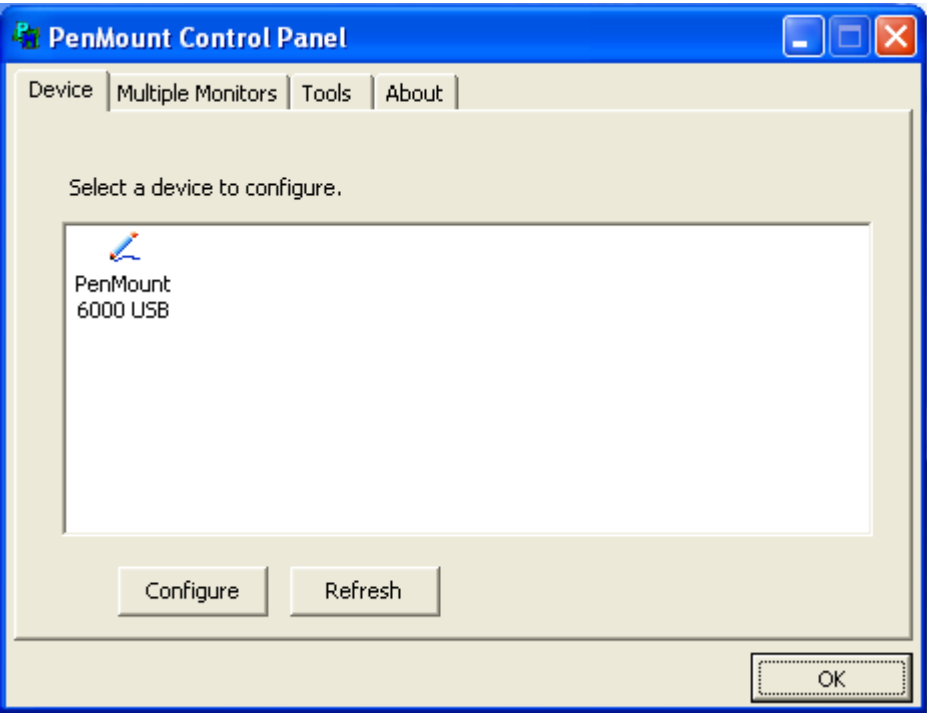 PenMount Control Panel
Device Multiple Monitors Tools About
Select a device to configure.
PenMount
6000 USB
Configure Refresh
OK